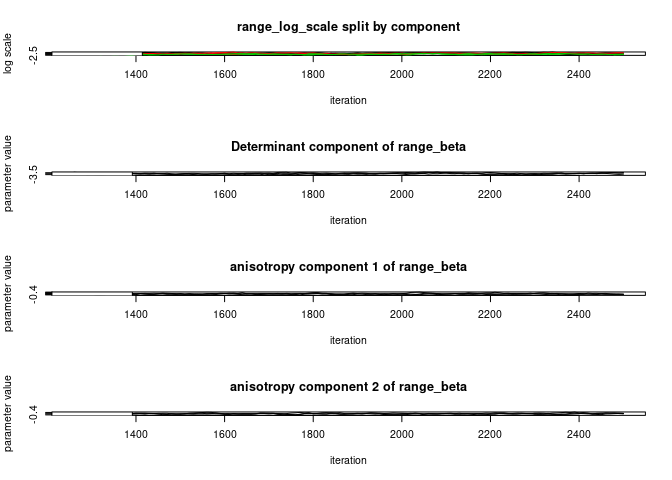 range_log_scale split by component
log scale
-2.5
1400 1600 1800 2000 2200 2400
iteration
Determinant component of range_beta
parameter value
-3.5
1400 1600 1800 2000 2200 2400
iteration
anisotropy component 1 of range_beta
parameter value
-0.4
1400 1600 1800 2000 2200 2400
iteration
anisotropy component 2 of range_beta
parameter value
-0.4
1400 1600 1800 2000 2200 2400
iteration